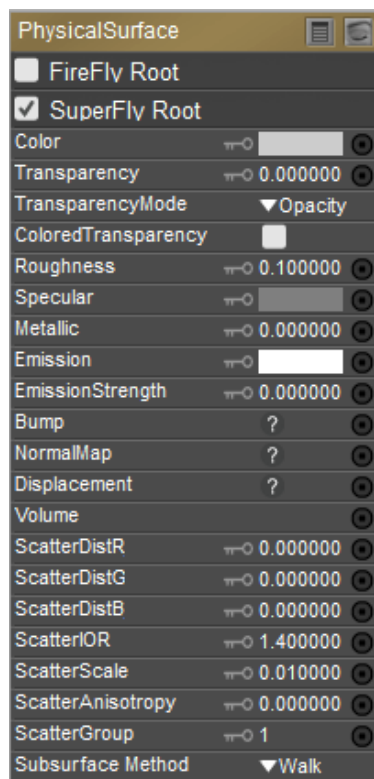 PhysicalSurface
FireFly Root
SuperFly Root
Color
Transparency 0.000000
TransparencyMode ▼Opacity
ColoredTransparency
Roughness 0.100000
Specular
Metallic 0.000000
Emission
EmissionStrength 0.000000
Bump ?
NormalMap ?
Displacement ?
Volume
ScatterDistR 0.000000
ScatterDistG 0.000000
ScatterDistB 0.000000
ScatterIOR 1.400000
ScatterScale 0.010000
ScatterAnisotropy 0.000000
ScatterGroup 1
Subsurface Method ▼Walk